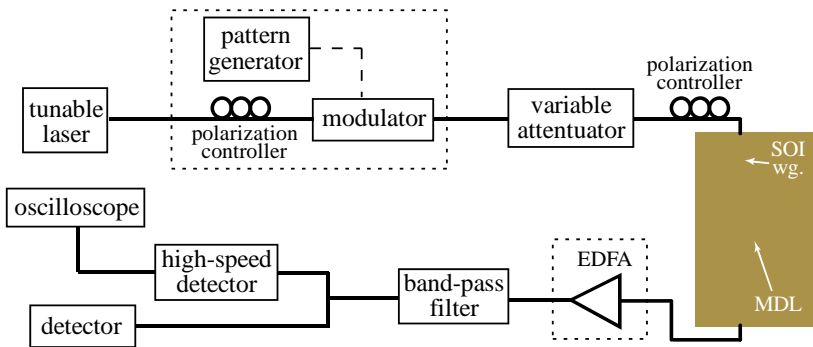 pattern
generator
tunable
laser
polarization
controller
modulator
variable
attentuator
polarization
controller
SOI
wg.
oscilloscope
high-speed
detector
detector
band-pass
filter
EDFA
MDL